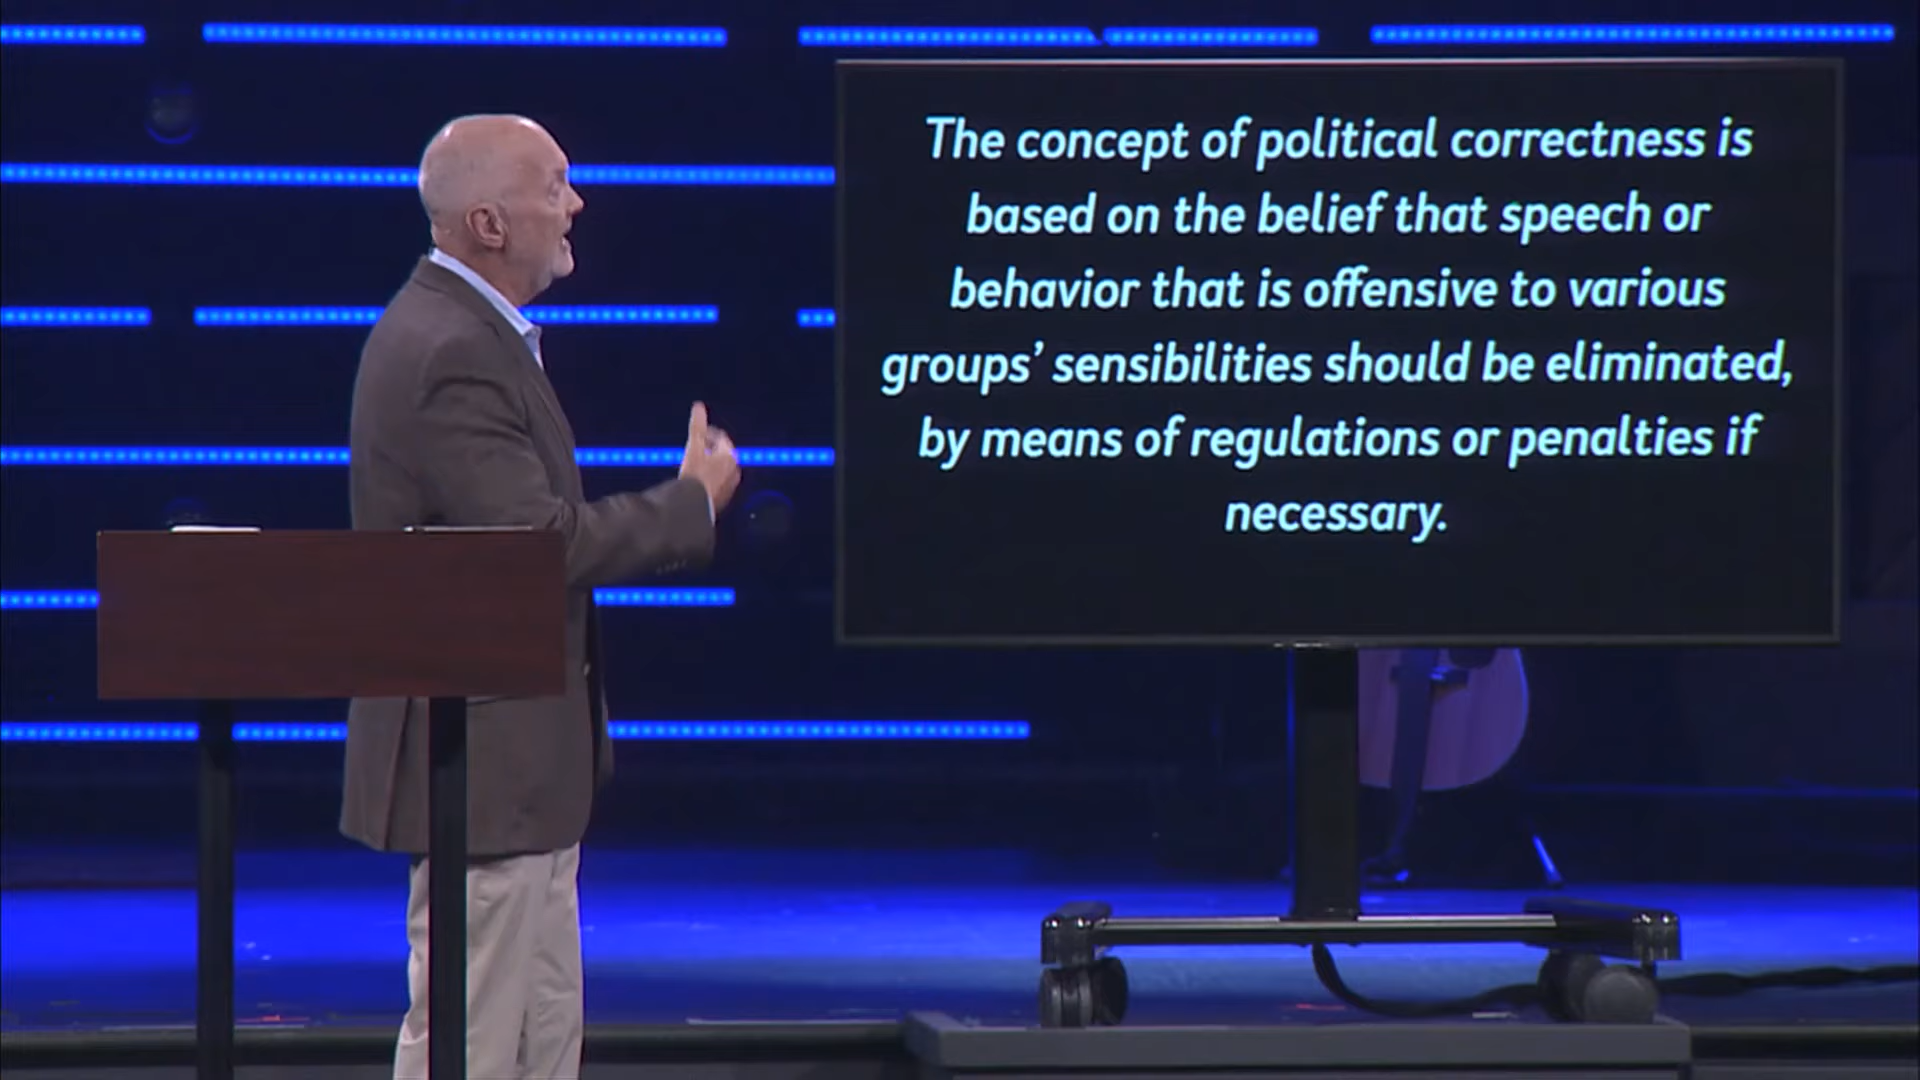 The concept of political correctness is
based on the belief that speech or
behavior that is offensive to various
groups’ sensibilities should be eliminated,
by means of regulations or penalties if
necessary.